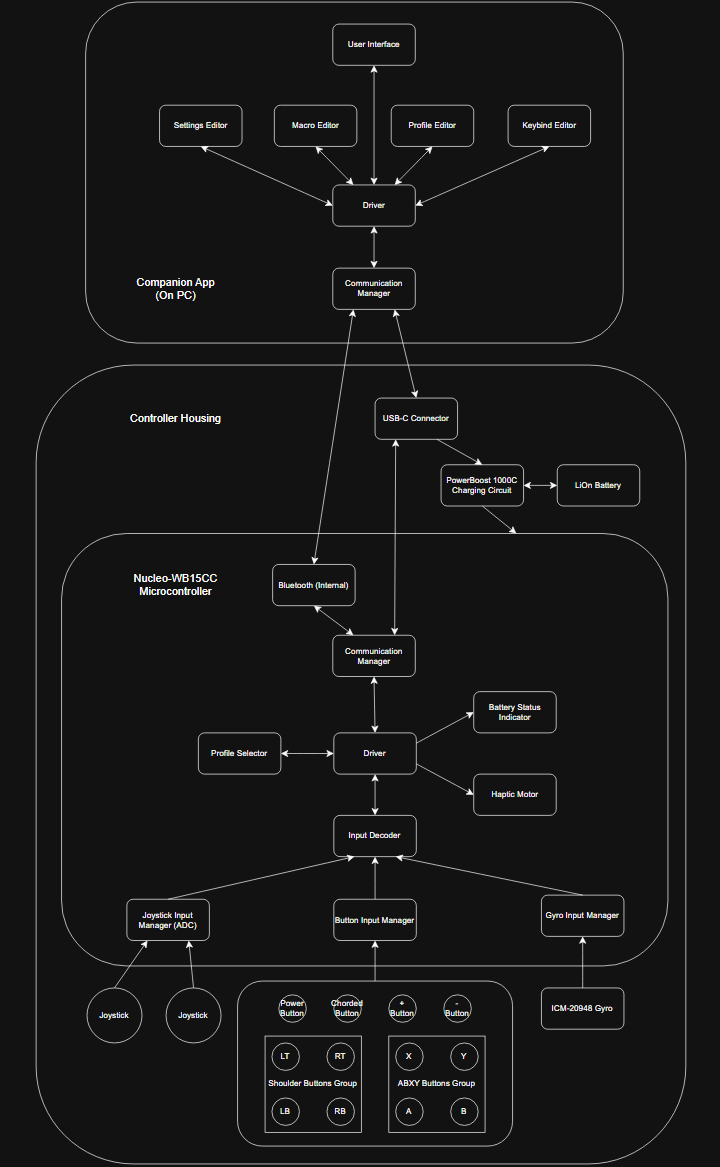 User Interface
Settings Editor
Macro Editor
Profile Editor
Keybind Editor
Driver
Companion App
(On PC)
Communication
Manager
Controller Housing
USB-C Connector
PowerBoost 1000C
Charging Circuit
LiOn Battery
Nucleo-WB15CC
Microcontroller
Bluetooth (Internal)
Communication
Manager
Battery Status
Indicator
Profile Selector
Driver
Haptic Motor
Input Decoder
Joystick Input
Manager (ADC)
Button Input Manager
Gyro Input Manager
Joystick
Joystick
Power
Button
Chorded
Button
+
Button
-
Button
ICM-20948 Gyro
LT
RT
Shoulder Buttons Group
LB
RB
X
Y
ABXY Buttons Group
A
B